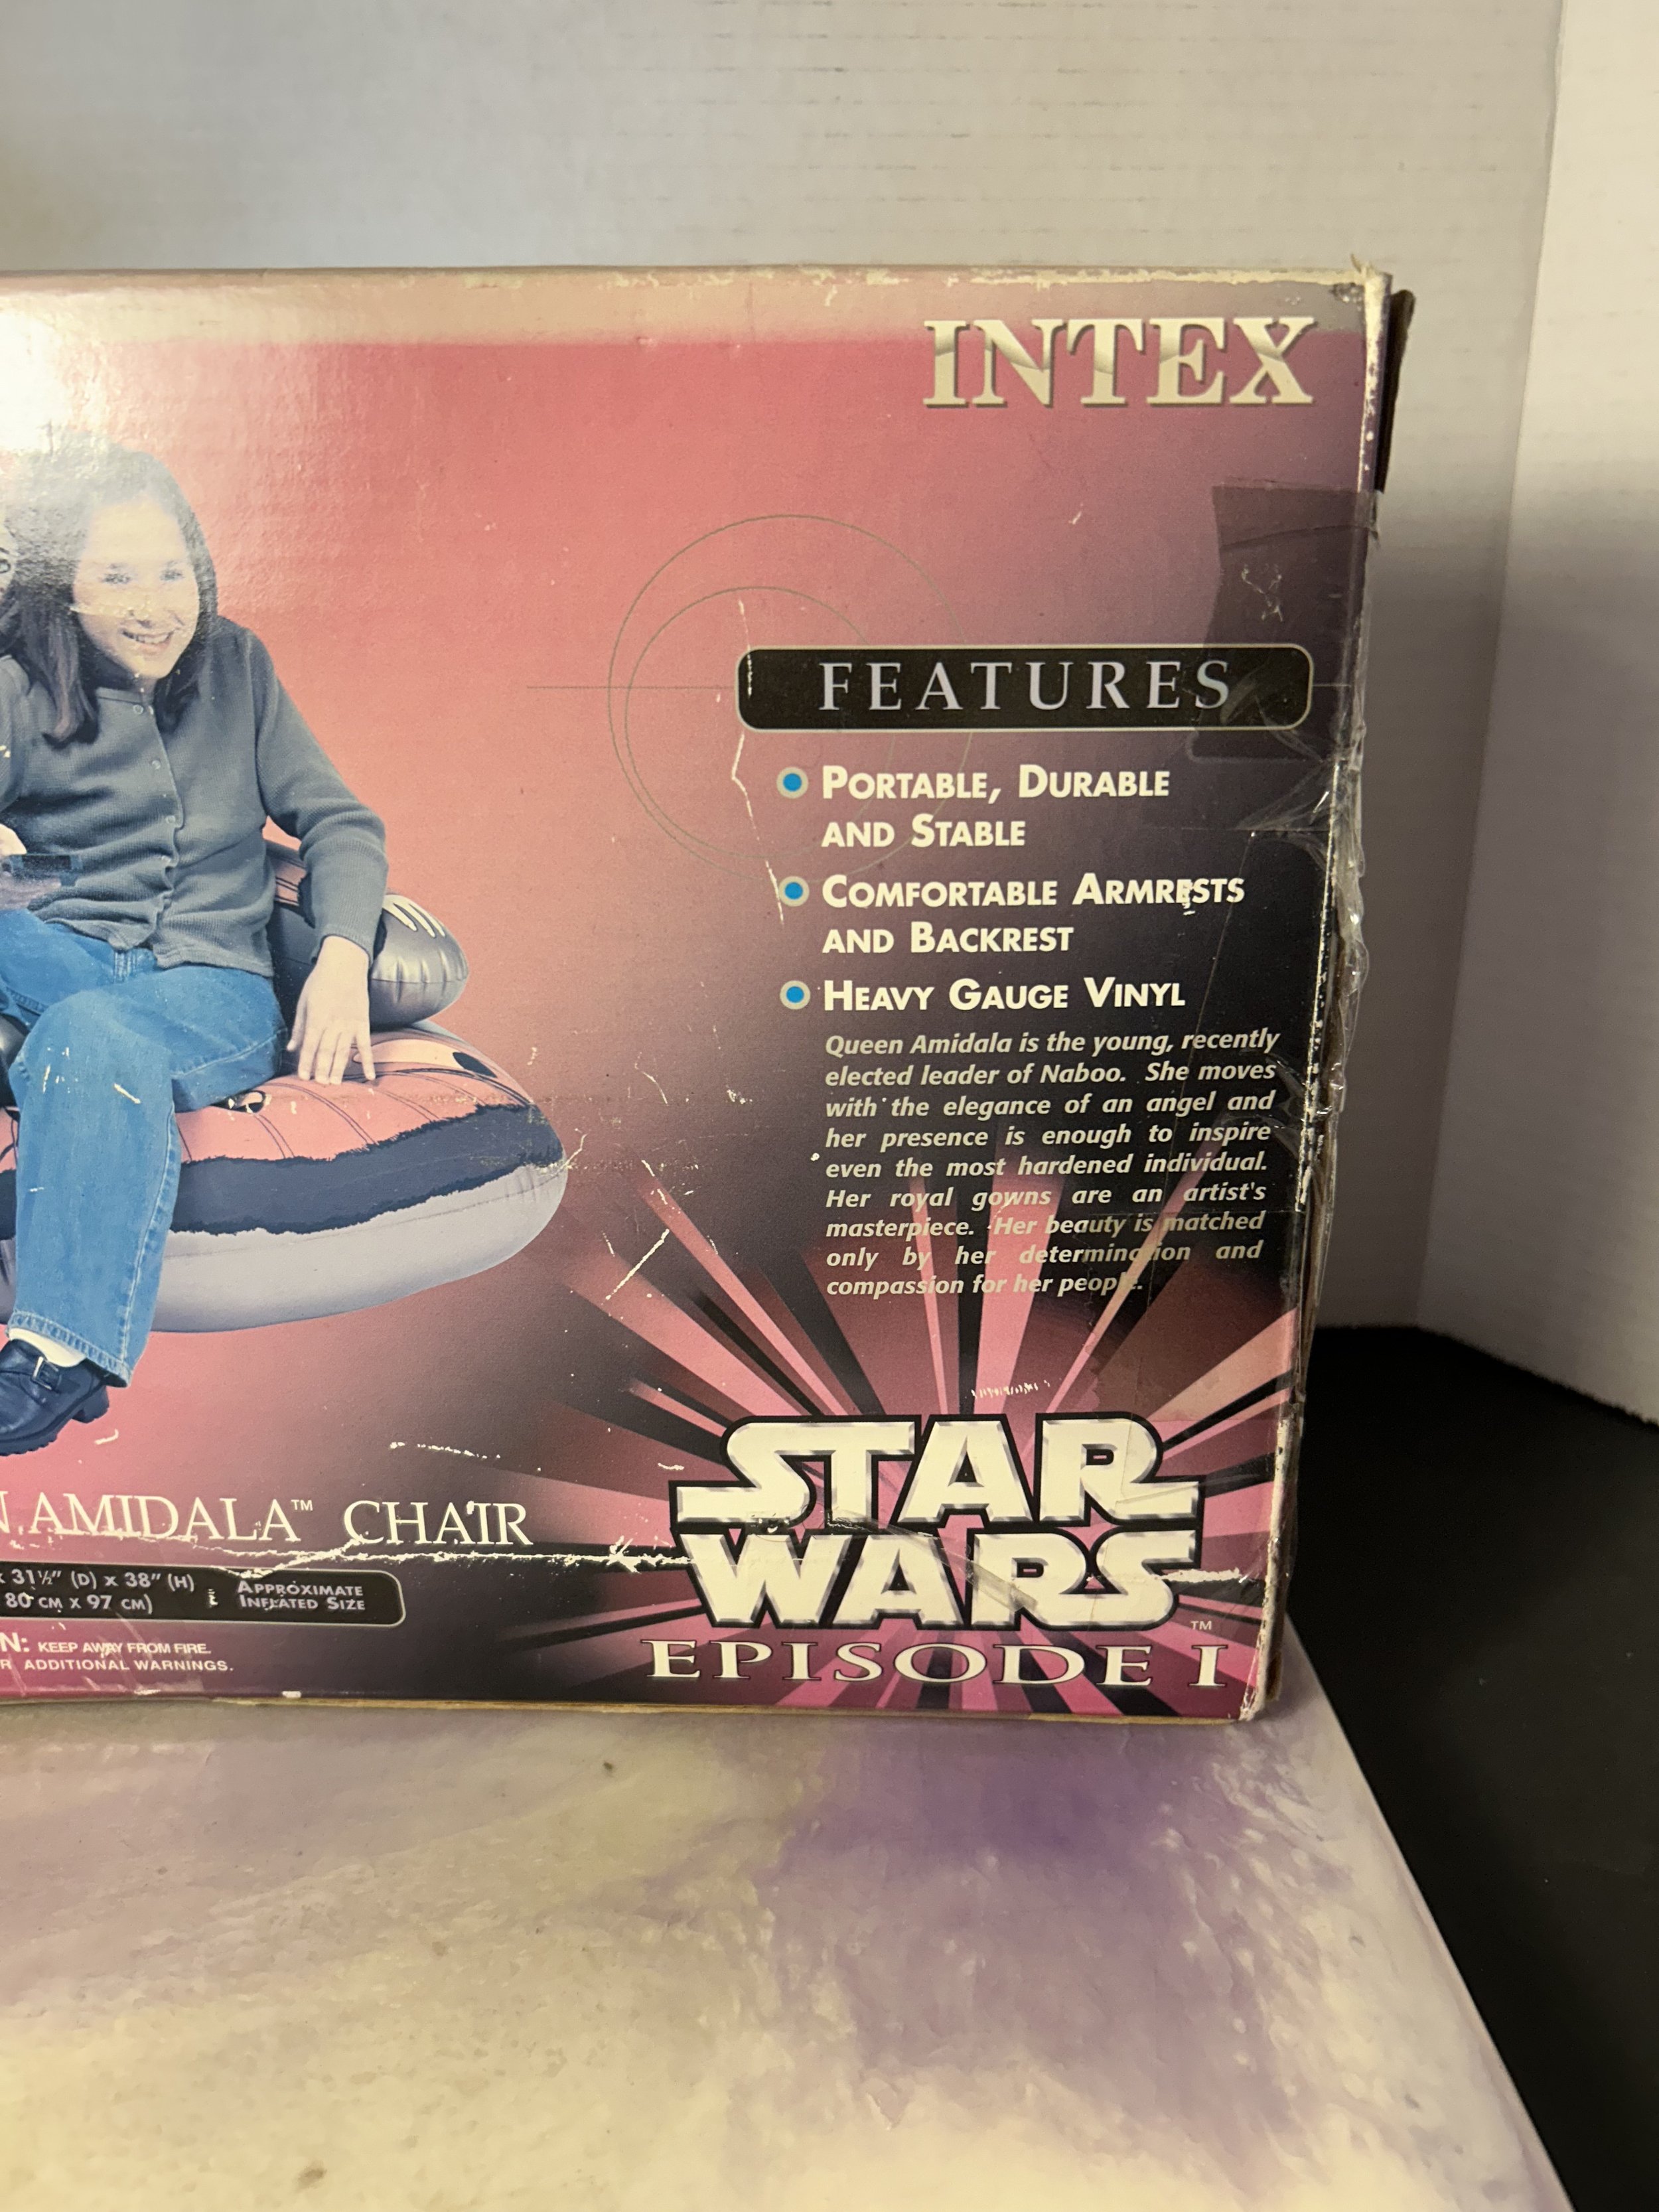 INTEX
FEATURES
PORTABLE, DURABLE
AND STABLE
COMFORTABLE ARMRESTS
AND BACKREST
HEAVY GAUGE VINYL
Queen Amidala is the young, recently
elected leader of Naboo. She moves
with the elegance of an angel and
her presence is enough to inspire
even the most hardened individual.
Her royal gowns are an artist's
masterpiece. Her beauty is matched
only by her determination and
compassion for her people.
AMIDALA™ CHAIR
31½" (D) x 38" (H)
80 CM X 97 CM)
APPROXIMATE
INFLATED SIZE
KEEP AWAY FROM FIRE.
ADDITIONAL WARNINGS.
STAR
WARS™
EPISODE I